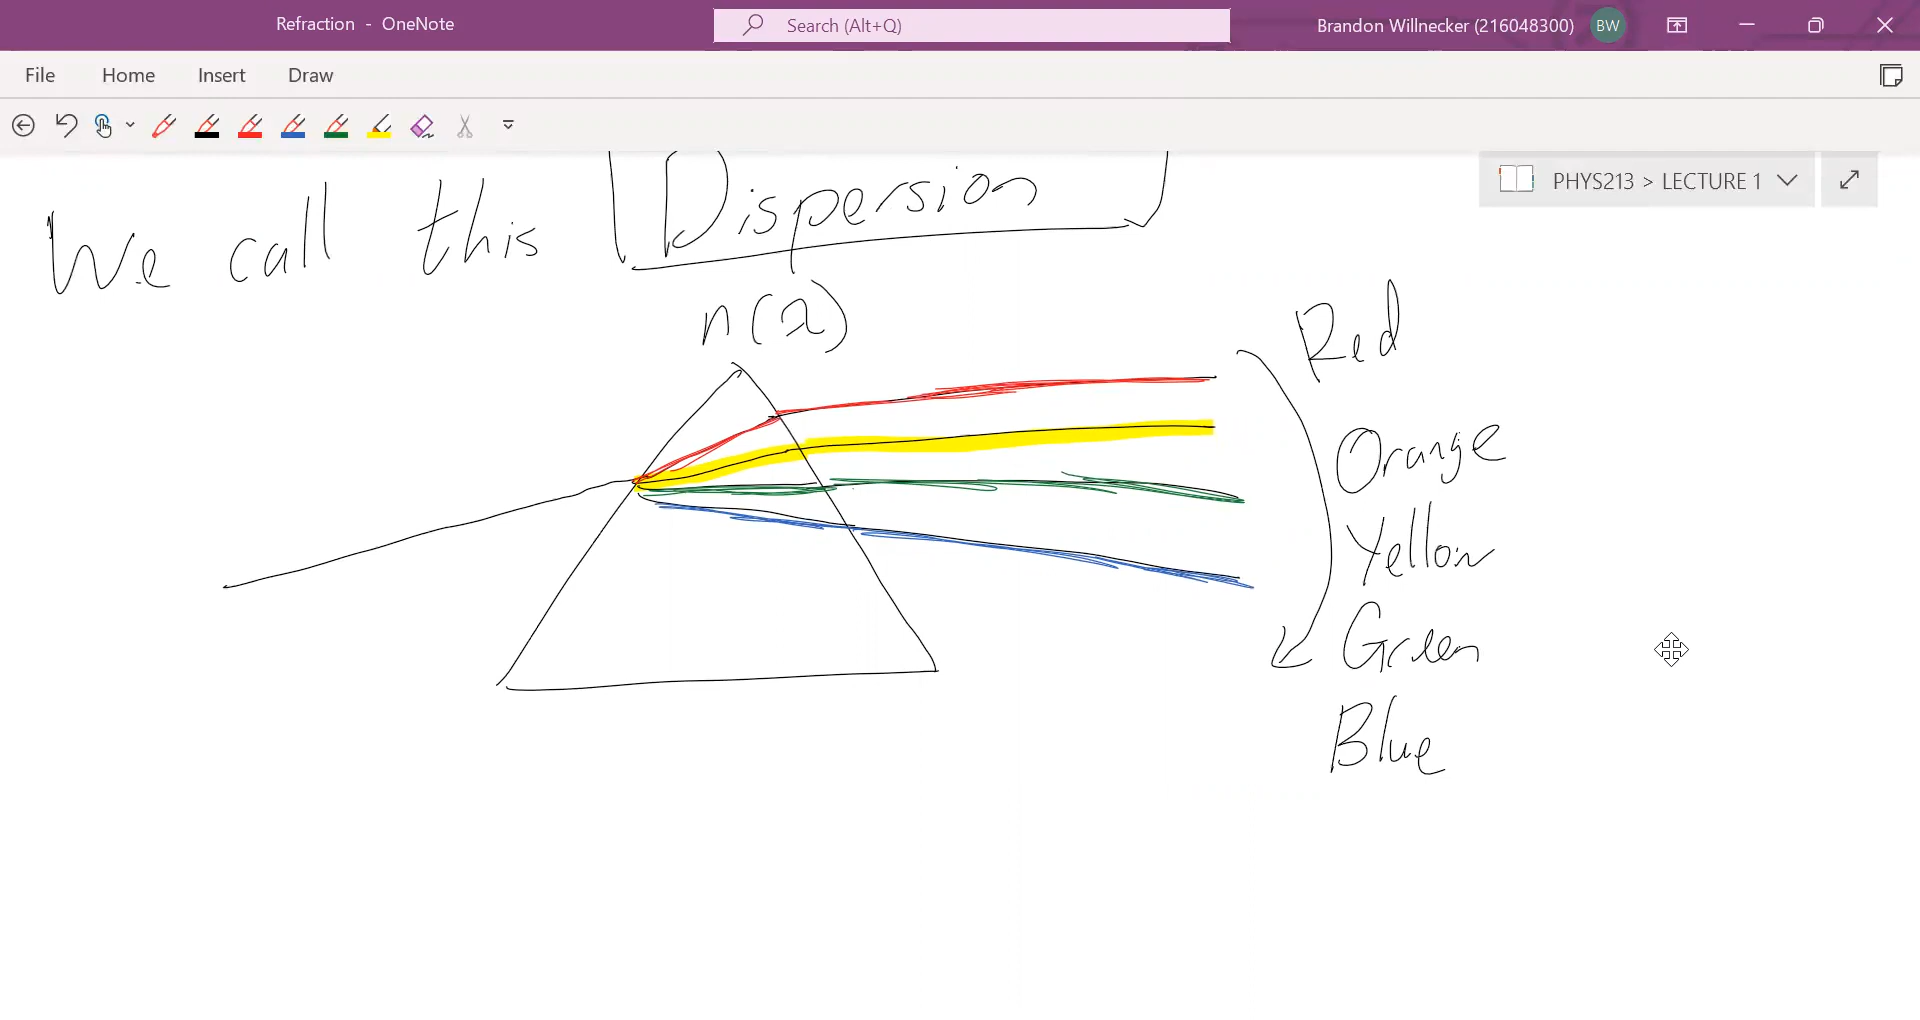 Refraction - OneNote
Search (Alt+Q)
Brandon Willnecker (216048300)
BW
File Home Insert Draw
PHYS213 > LECTURE 1
We call this Dispersion
n(λ)
Red
Orange
Yellow
Green
Blue